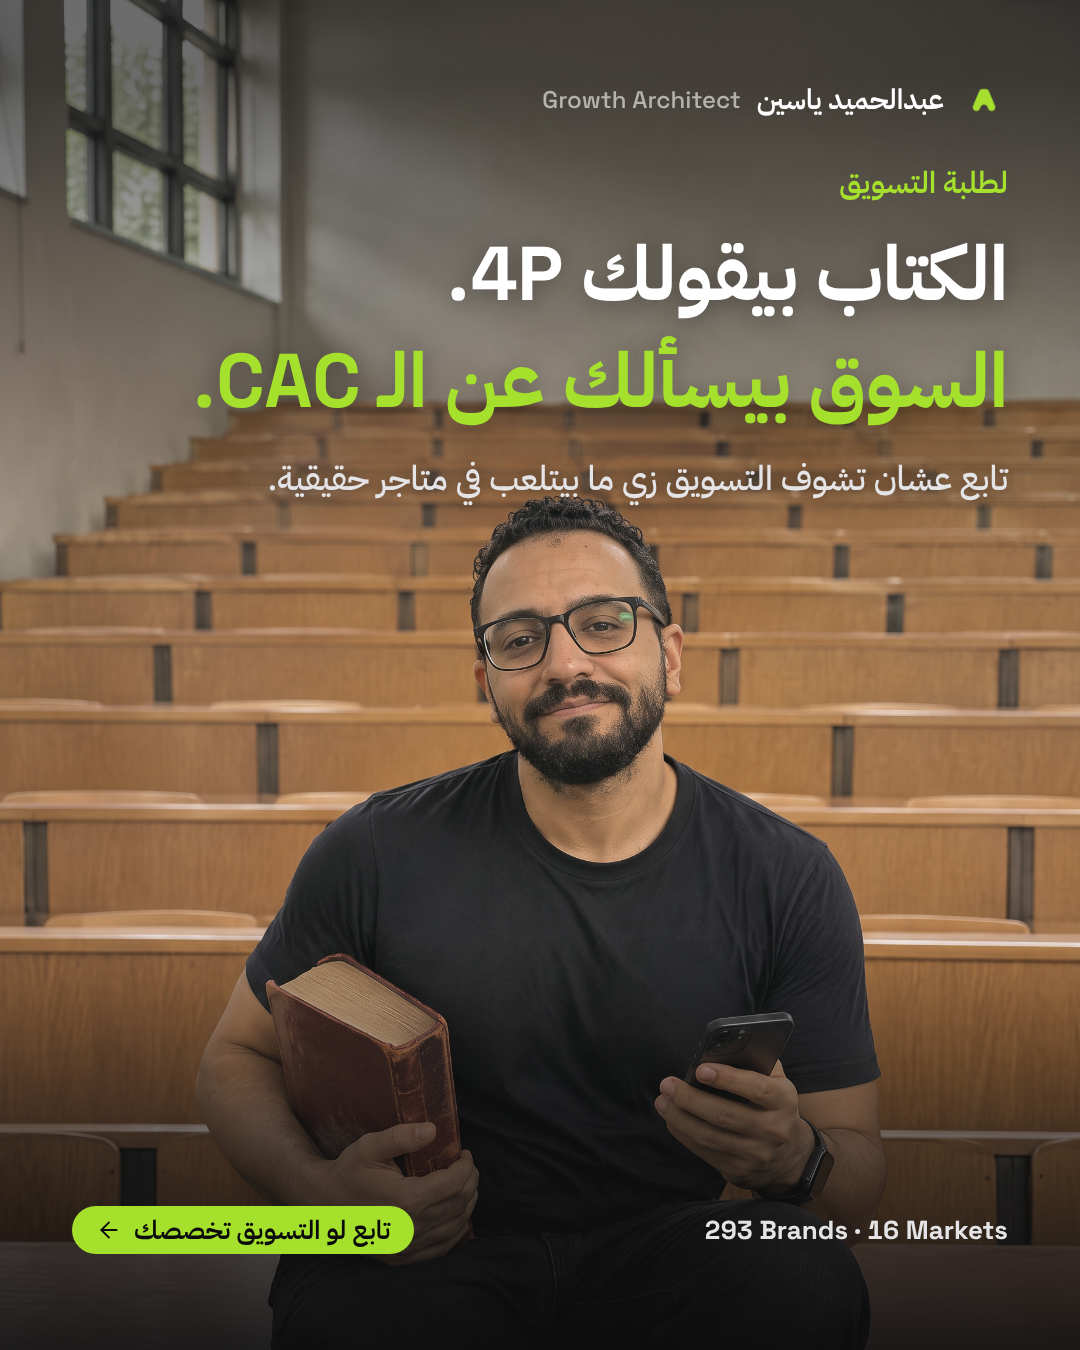 عبدالحميد ياسين Growth Architect
لطلبة التسويق
الكتاب بيقولك 4P.
السوق بيسألك عن الـ CAC.
تابع عشان تشوف التسويق زي ما بيتلعب في متاجر حقيقية.
293 Brands · 16 Markets
تابع لو التسويق تخصصك ←